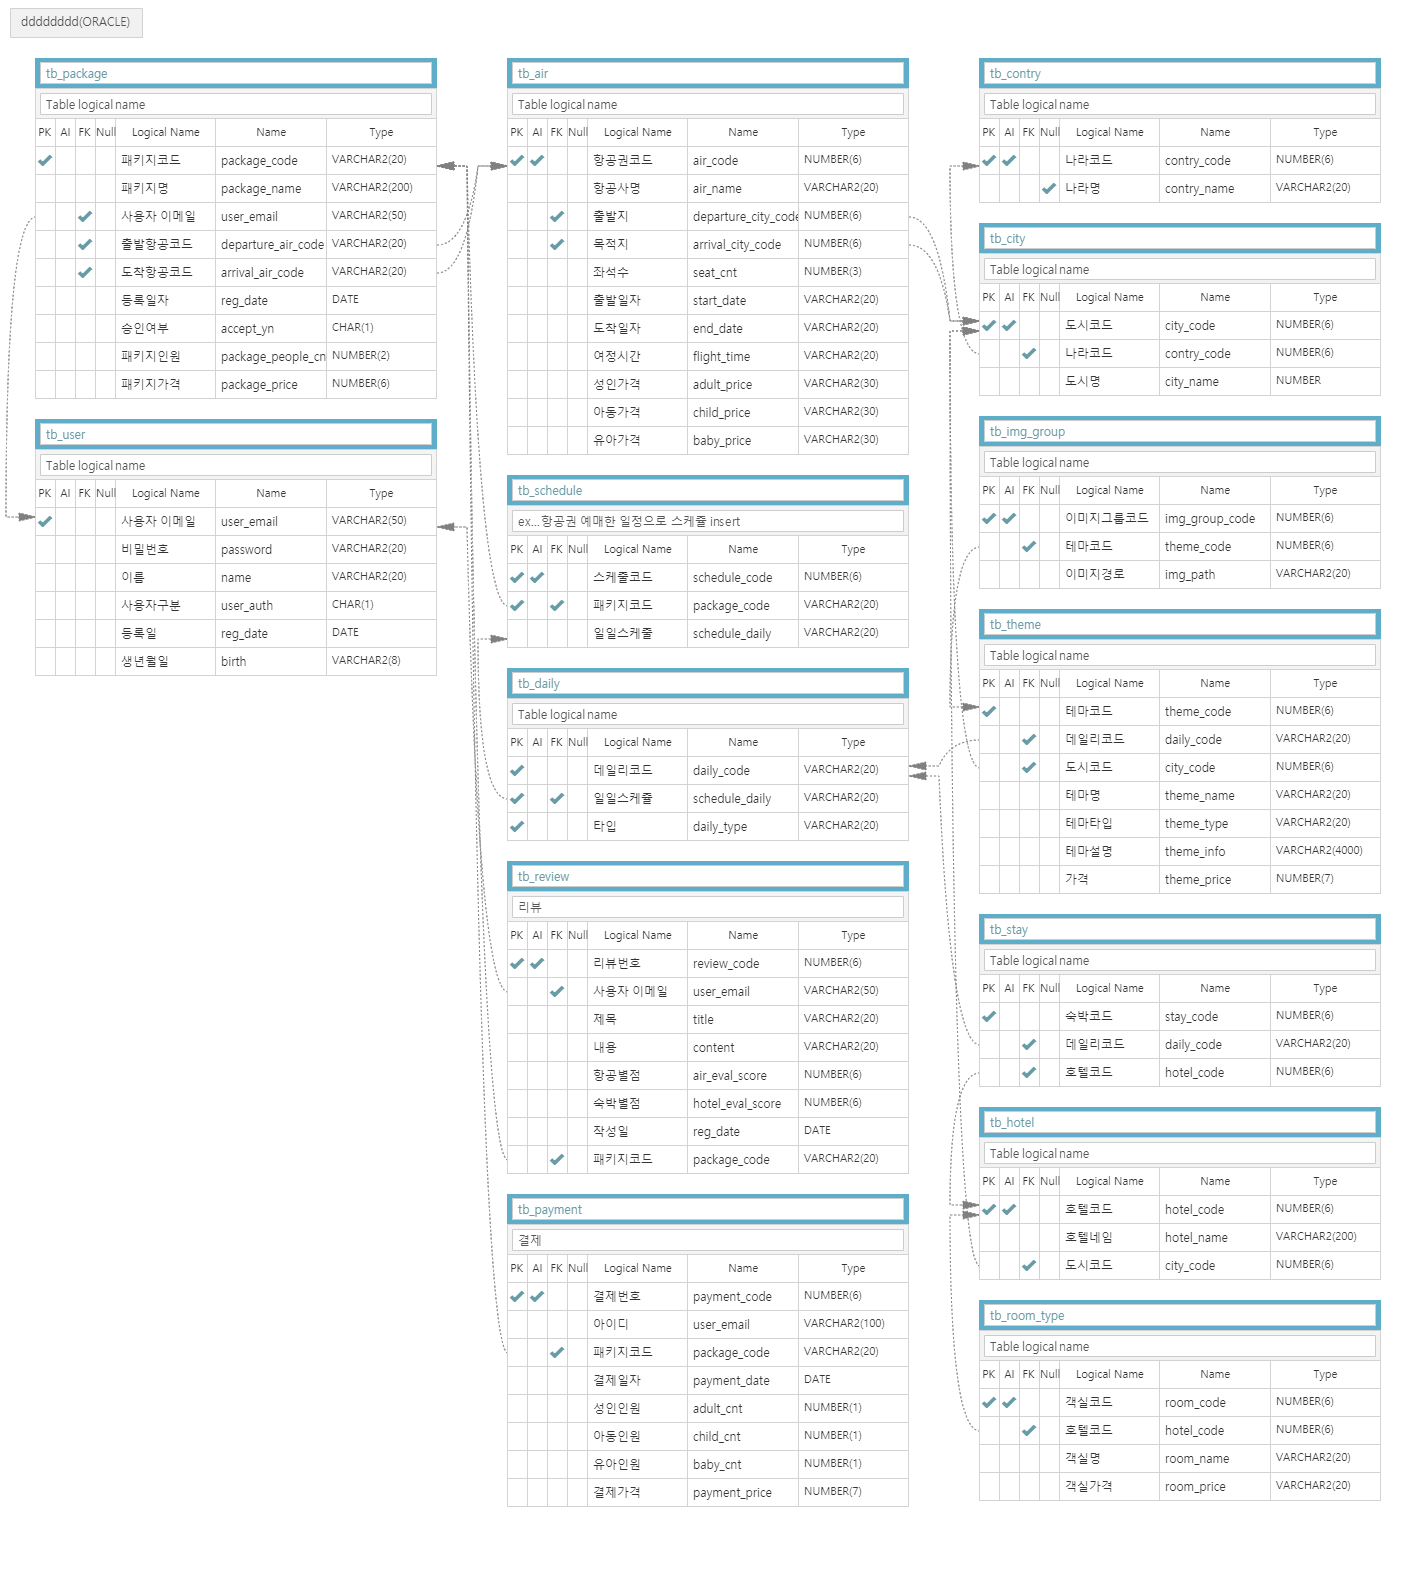 dddddddd(ORACLE)
tb_package
Table logical name
PK AI FK Null Logical Name Name Type
패키지코드 package_code VARCHAR2(20)
패키지명 package_name VARCHAR2(200)
사용자 이메일 user_email VARCHAR2(50)
출발항공코드 departure_air_code VARCHAR2(20)
도착항공코드 arrival_air_code VARCHAR2(20)
등록일자 reg_date DATE
승인여부 accept_yn CHAR(1)
패키지인원 package_people_cn NUMBER(2)
패키지가격 package_price NUMBER(6)
tb_user
Table logical name
PK AI FK Null Logical Name Name Type
사용자 이메일 user_email VARCHAR2(50)
비밀번호 password VARCHAR2(20)
이름 name VARCHAR2(20)
사용자구분 user_auth CHAR(1)
등록일 reg_date DATE
생년월일 birth VARCHAR2(8)
tb_air
Table logical name
PK AI FK Null Logical Name Name Type
항공권코드 air_code NUMBER(6)
항공사명 air_name VARCHAR2(20)
출발지 departure_city_code NUMBER(6)
목적지 arrival_city_code NUMBER(6)
좌석수 seat_cnt NUMBER(3)
출발일자 start_date VARCHAR2(20)
도착일자 end_date VARCHAR2(20)
여정시간 flight_time VARCHAR2(20)
성인가격 adult_price VARCHAR2(30)
아동가격 child_price VARCHAR2(30)
유아가격 baby_price VARCHAR2(30)
tb_schedule
ex...항공권 예매한 일정으로 스케쥴 insert
PK AI FK Null Logical Name Name Type
스케줄코드 schedule_code NUMBER(6)
패키지코드 package_code VARCHAR2(20)
일일스케쥴 schedule_daily VARCHAR2(20)
tb_daily
Table logical name
PK AI FK Null Logical Name Name Type
데일리코드 daily_code VARCHAR2(20)
일일스케쥴 schedule_daily VARCHAR2(20)
타입 daily_type VARCHAR2(20)
tb_review
리뷰
PK AI FK Null Logical Name Name Type
리뷰번호 review_code NUMBER(6)
사용자 이메일 user_email VARCHAR2(50)
제목 title VARCHAR2(20)
내용 content VARCHAR2(20)
항공별점 air_eval_score NUMBER(6)
숙박별점 hotel_eval_score NUMBER(6)
작성일 reg_date DATE
패키지코드 package_code VARCHAR2(20)
tb_payment
결제
PK AI FK Null Logical Name Name Type
결제번호 payment_code NUMBER(6)
아이디 user_email VARCHAR2(100)
패키지코드 package_code VARCHAR2(20)
결제일자 payment_date DATE
성인인원 adult_cnt NUMBER(1)
아동인원 child_cnt NUMBER(1)
유아인원 baby_cnt NUMBER(1)
결제가격 payment_price NUMBER(7)
tb_contry
Table logical name
PK AI FK Null Logical Name Name Type
나라코드 contry_code NUMBER(6)
나라명 contry_name VARCHAR2(20)
tb_city
Table logical name
PK AI FK Null Logical Name Name Type
도시코드 city_code NUMBER(6)
나라코드 contry_code NUMBER(6)
도시명 city_name NUMBER
tb_img_group
Table logical name
PK AI FK Null Logical Name Name Type
이미지그룹코드 img_group_code NUMBER(6)
테마코드 theme_code NUMBER(6)
이미지경로 img_path VARCHAR2(20)
tb_theme
Table logical name
PK AI FK Null Logical Name Name Type
테마코드 theme_code NUMBER(6)
데일리코드 daily_code VARCHAR2(20)
도시코드 city_code NUMBER(6)
테마명 theme_name VARCHAR2(20)
테마타입 theme_type VARCHAR2(20)
테마설명 theme_info VARCHAR2(4000)
가격 theme_price NUMBER(7)
tb_stay
Table logical name
PK AI FK Null Logical Name Name Type
숙박코드 stay_code NUMBER(6)
데일리코드 daily_code VARCHAR2(20)
호텔코드 hotel_code NUMBER(6)
tb_hotel
Table logical name
PK AI FK Null Logical Name Name Type
호텔코드 hotel_code NUMBER(6)
호텔네임 hotel_name VARCHAR2(200)
도시코드 city_code NUMBER(6)
tb_room_type
Table logical name
PK AI FK Null Logical Name Name Type
객실코드 room_code NUMBER(6)
호텔코드 hotel_code NUMBER(6)
객실명 room_name VARCHAR2(20)
객실가격 room_price VARCHAR2(20)